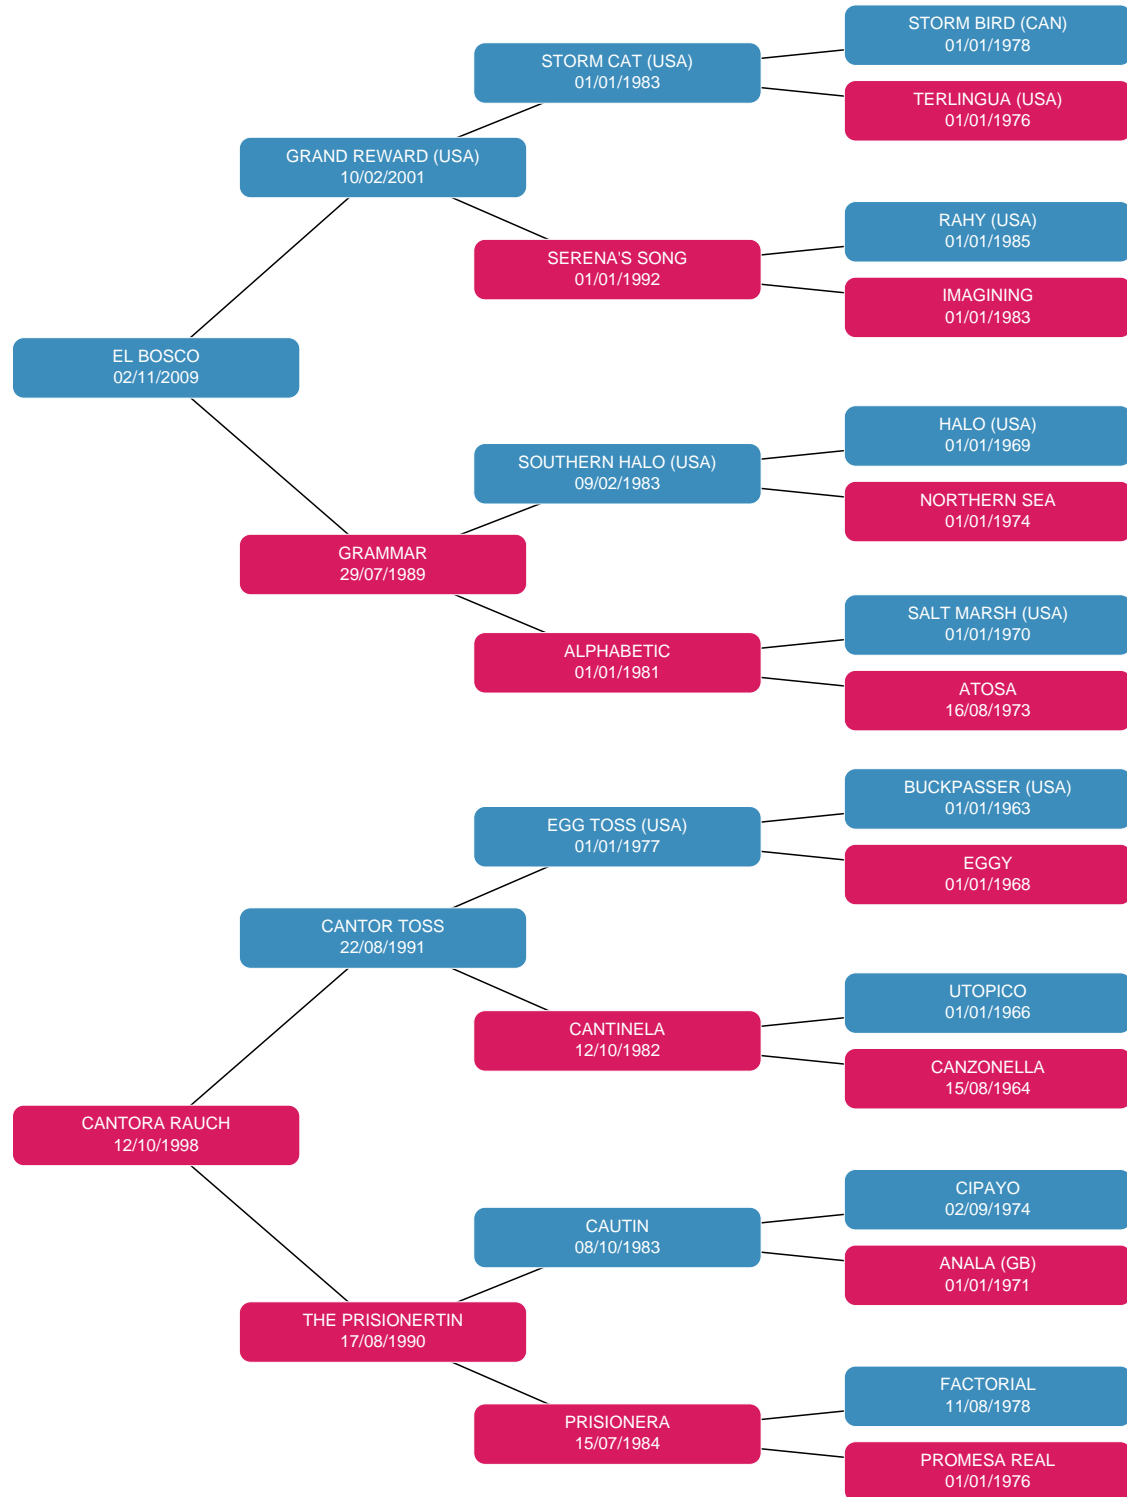 STORM BIRD (CAN)
01/01/1978
STORM CAT (USA)
01/01/1983
TERLINGUA (USA)
01/01/1976
GRAND REWARD (USA)
10/02/2001
RAHY (USA)
01/01/1985
SERENA'S SONG
01/01/1992
IMAGINING
01/01/1983
EL BOSCO
02/11/2009
HALO (USA)
01/01/1969
SOUTHERN HALO (USA)
09/02/1983
NORTHERN SEA
01/01/1974
GRAMMAR
29/07/1989
SALT MARSH (USA)
01/01/1970
ALPHABETIC
01/01/1981
ATOSA
16/08/1973
BUCKPASSER (USA)
01/01/1963
EGG TOSS (USA)
01/01/1977
EGGY
01/01/1968
CANTOR TOSS
22/08/1991
UTOPICO
01/01/1966
CANTINELA
12/10/1982
CANZONELLA
15/08/1964
CANTORA RAUCH
12/10/1998
CIPAYO
02/09/1974
CAUTIN
08/10/1983
ANALA (GB)
01/01/1971
THE PRISIONERTIN
17/08/1990
FACTORIAL
11/08/1978
PRISIONERA
15/07/1984
PROMESA REAL
01/01/1976